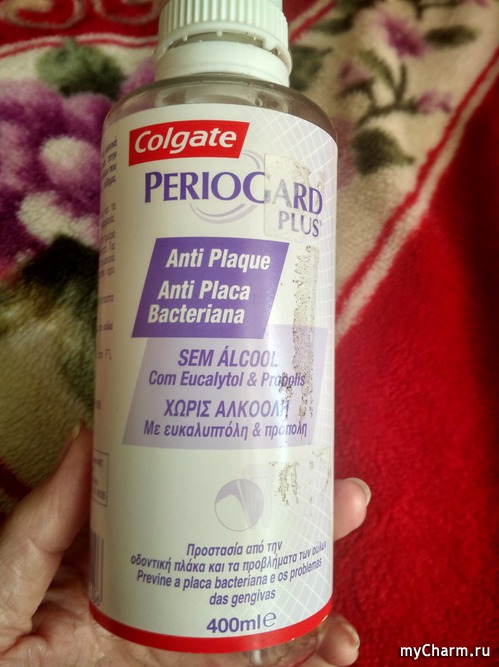 Colgate
PERIOGARD
PLUS
Anti Plaque
Anti Placa
Bacteriana
SEM ÁLCOOL
Com Eucalytol & Propolis
ΧΩΡΙΣ ΑΛΚΟΟΛΗ
Με ευκαλυπτόλη & πρόπολη
Προστασία από την
οδοντική πλάκα και τα προβλήματα των ούλων
Previne a placa bacteriana e os problemas
das gengivas
400ml℮
myCharm.ru